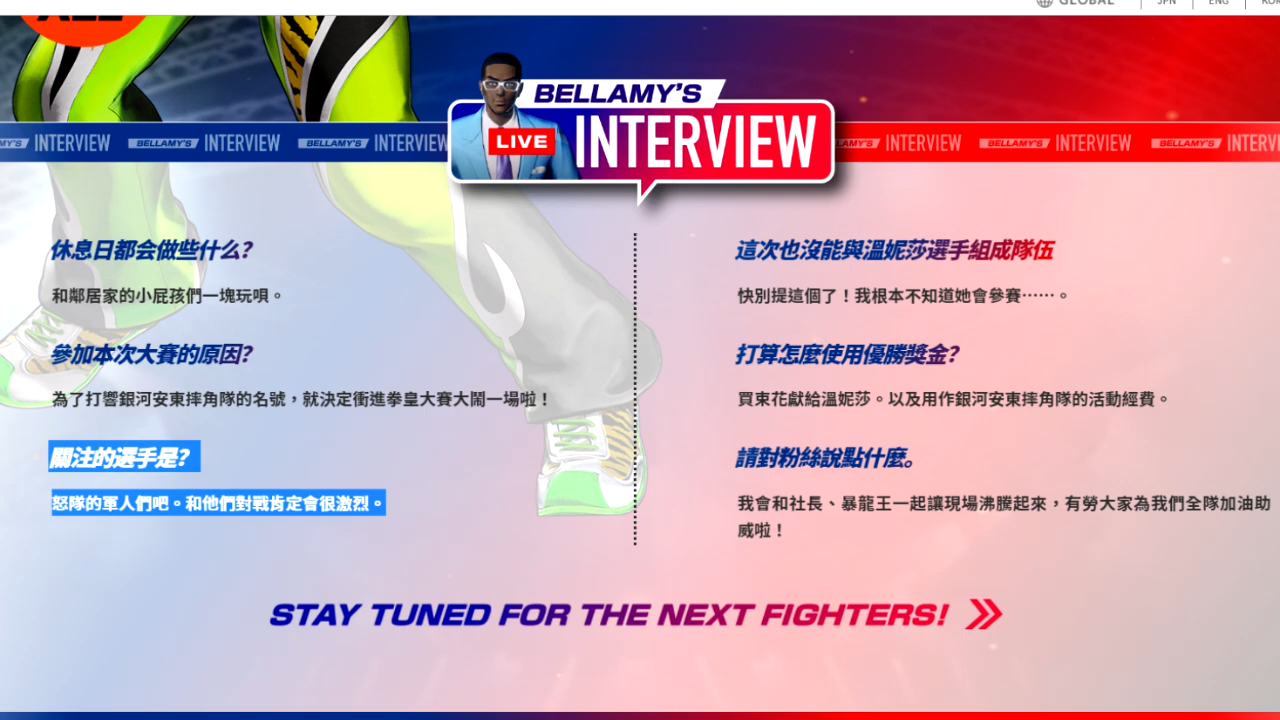 GLOBAL
JPN
ENG
INTERVIEW
BELLAMY'S
INTERVIEW
BELLAMY'S
INTERVIEW
BELLAMY'S
LIVE
INTERVIEW
INTERVIEW
BELLAMY'S
INTERVIEW
BELLAMY'S
休息日都会做些什么?
和鄰居家的小屁孩們一塊玩唄。
參加本次大賽的原因?
為了打響銀河安東摔角隊的名號，就決定衝進拳皇大賽大鬧一場啦！
關注的選手是?
怒隊的軍人們吧。和他們對戰肯定會很激烈。
這次也沒能與溫妮莎選手組成隊伍
快別提這個了！我根本不知道她會參賽……。
打算怎麼使用優勝獎金?
買束花獻給溫妮莎。以及用作銀河安東摔角隊的活動經費。
請對粉絲說點什麼。
我會和社長、暴龍王一起讓現場沸騰起來，有勞大家為我們全隊加油助
威啦！
STAY TUNED FOR THE NEXT FIGHTERS!